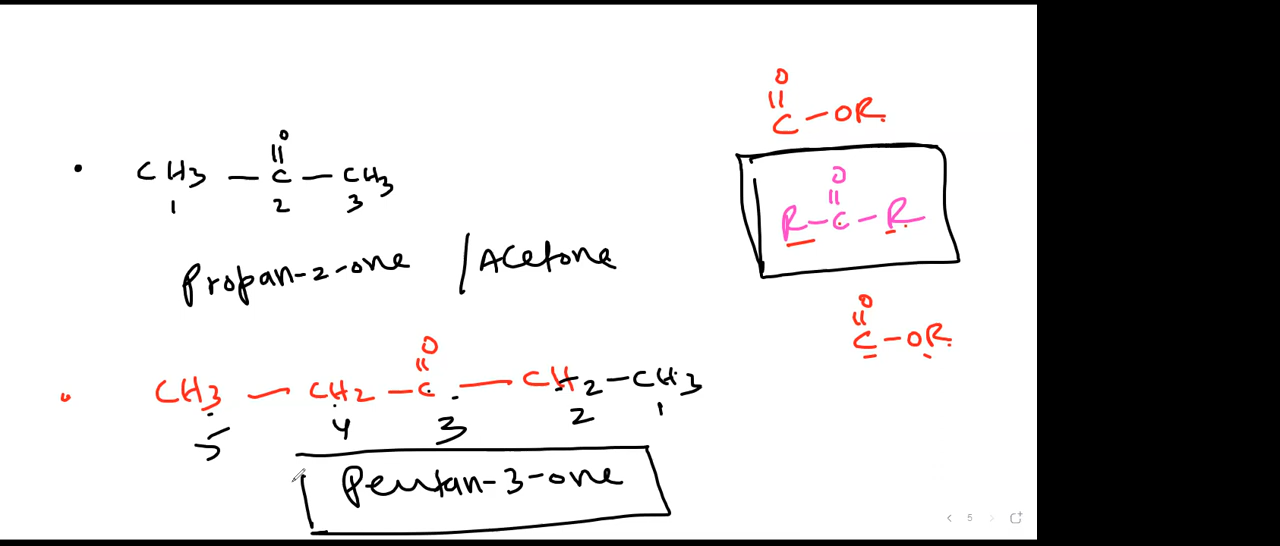 O
||
C - OR
O
||
CH3 — C — CH3
1 2 3
O
||
R - C - R
Propan-2-one / Acetone
O
||
C - OR
O
||
CH3 — CH2 — C — CH2 - CH3
5 4 3 2 1
Pentan-3-one
5